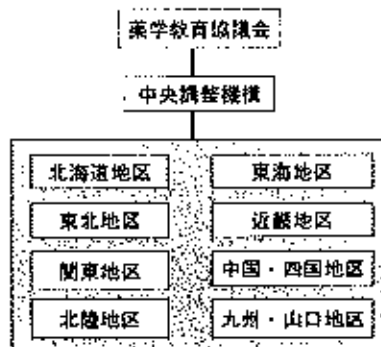 薬学教育協議会
中央調整機構
北海道地区
東海地区
東北地区
近畿地区
関東地区
中国・四国地区
北陸地区
九州・山口地区